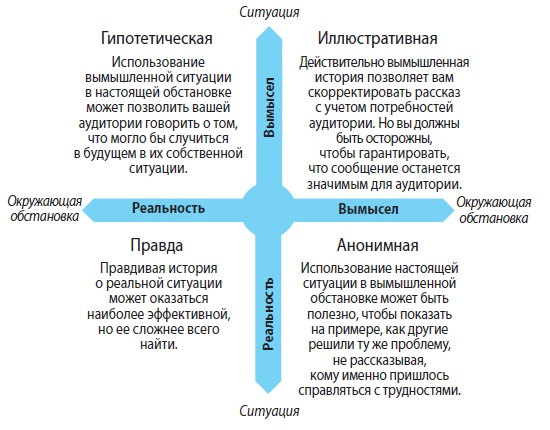 Ситуация
Гипотетическая
Использование
вымышленной ситуации
в настоящей обстановке
может позволить вашей
аудитории говорить о том,
что могло бы случиться
в будущем в их собственной
ситуации.
Вымысел
Иллюстративная
Действительно вымышленная
история позволяет вам
скорректировать рассказ
с учетом потребностей
аудитории. Но вы должны
быть осторожны,
чтобы гарантировать,
что сообщение останется
значимым для аудитории.
Окружающая
обстановка
Реальность
Вымысел
Окружающая
обстановка
Правда
Правдивая история
о реальной ситуации
может оказаться
наиболее эффективной,
но ее сложнее всего
найти.
Реальность
Анонимная
Использование настоящей
ситуации в вымышленной
обстановке может быть
полезно, чтобы показать
на примере, как другие
решили ту же проблему,
не рассказывая,
кому именно пришлось
справляться с трудностями.
Ситуация